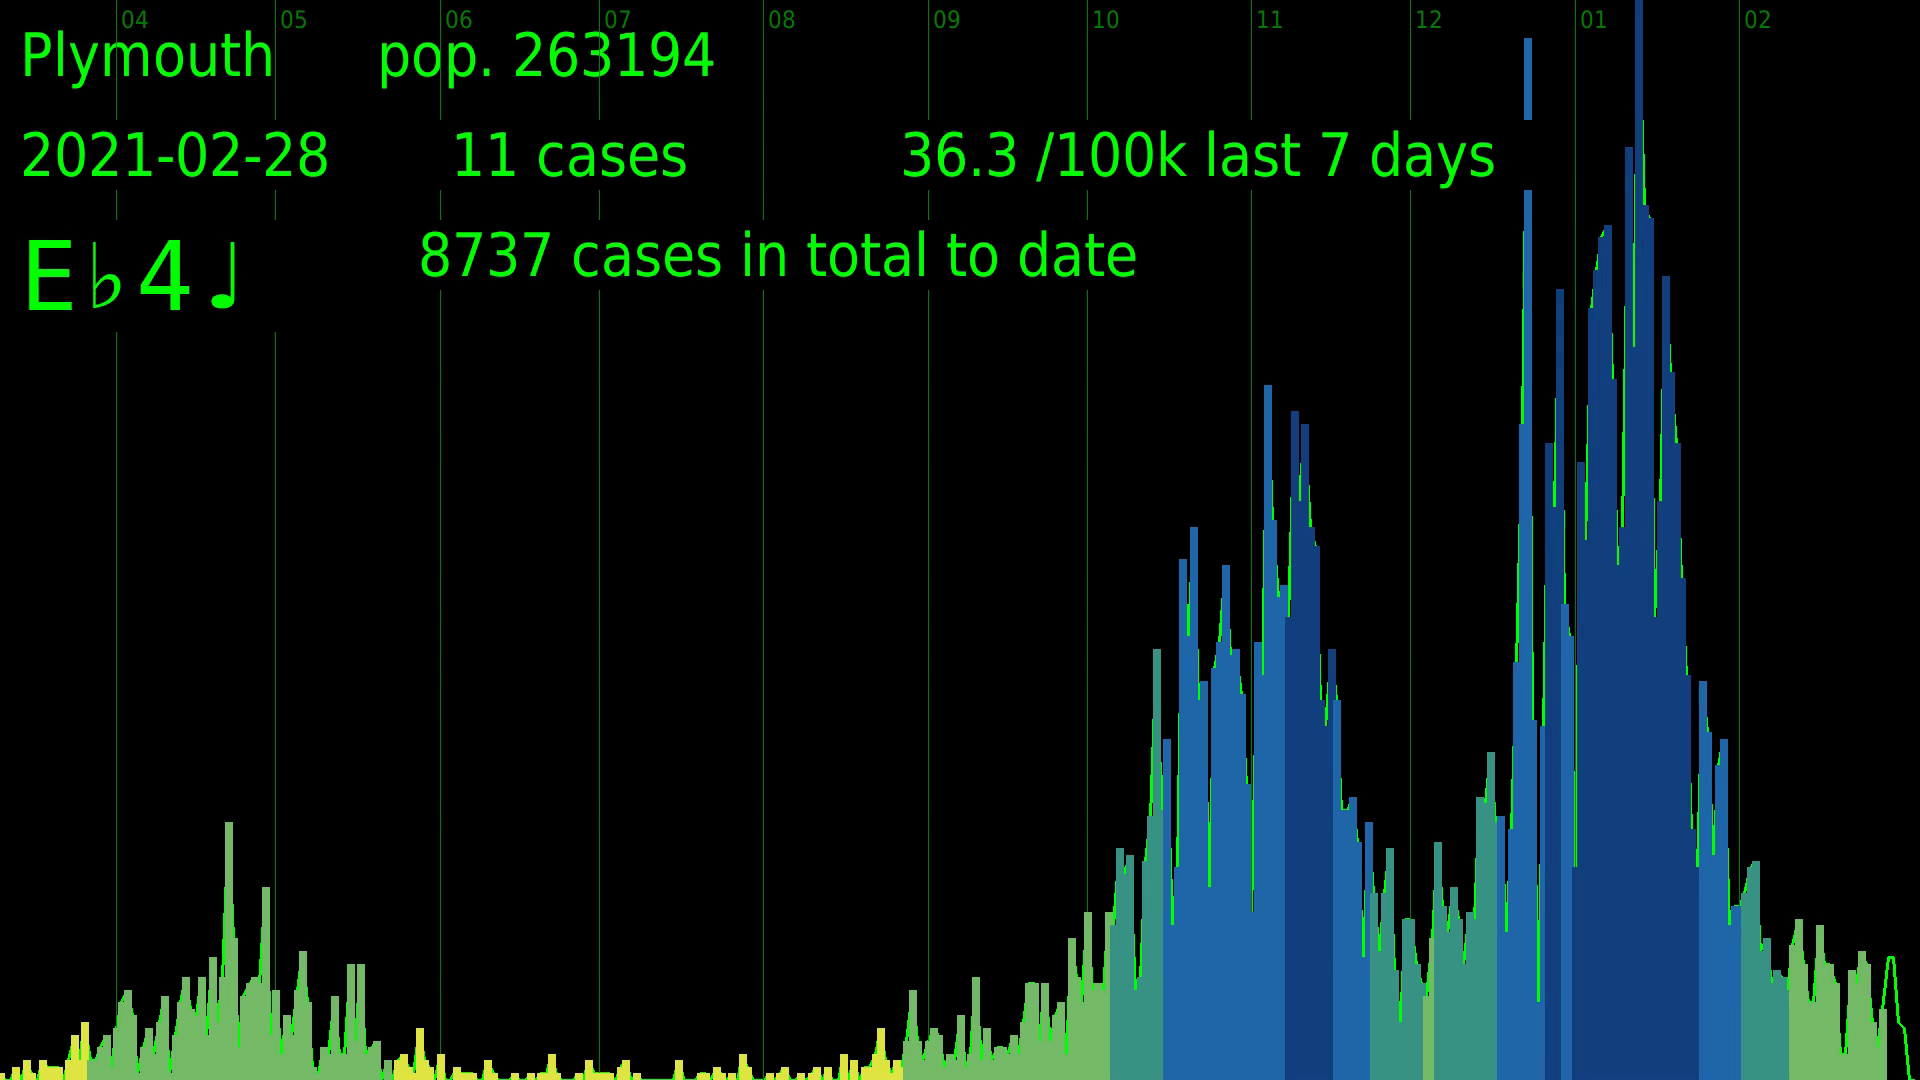 04 05 06 07 08 09 10 11 12 01 02
Plymouth pop. 263194
2021-02-28 11 cases 36.3 /100k last 7 days
E♭4♩ 8737 cases in total to date